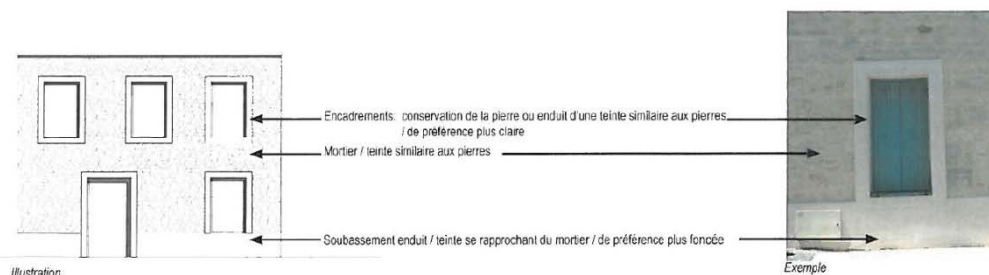 Encadrements: conservation de la pierre ou enduit d'une teinte similaire aux pierres
/ de préférence plus claire
Mortier / teinte similaire aux pierres
Soubassement enduit / teinte se rapprochant du mortier / de préférence plus foncée
Illustration
Exemple